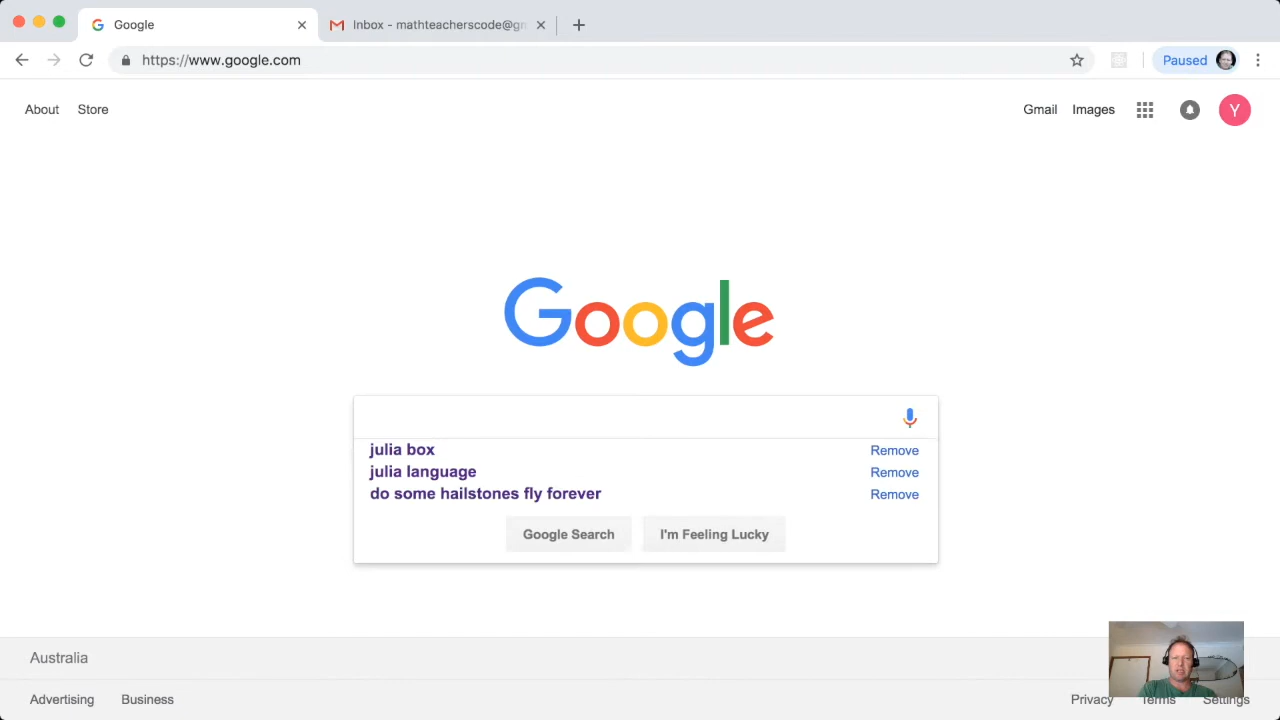 Google
Inbox - mathteacherscode@gm
https://www.google.com
Paused
About Store
Gmail Images
Y
Google
julia box Remove
julia language Remove
do some hailstones fly forever Remove
Google Search I'm Feeling Lucky
Australia
Advertising Business
Privacy Terms Settings